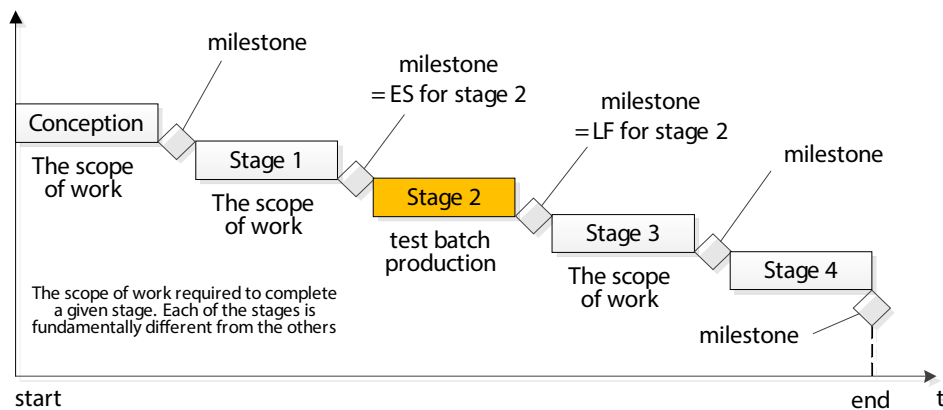 milestone
milestone
= ES for stage 2
milestone
= LF for stage 2
milestone
Conception
The scope
of work
Stage 1
The scope
of work
Stage 2
test batch
production
Stage 3
The scope
of work
Stage 4
milestone
The scope of work required to complete
a given stage. Each of the stages is
fundamentally different from the others
start
end
t